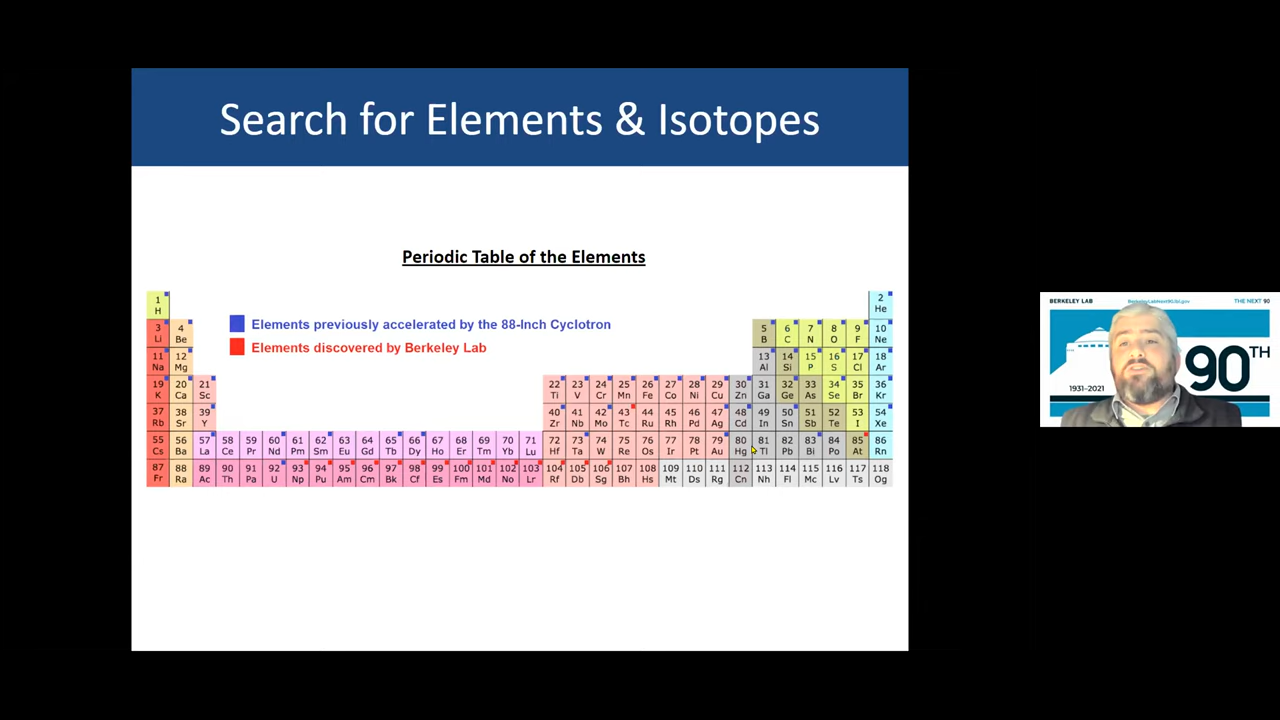 Search for Elements & Isotopes
Periodic Table of the Elements
1 2
H He
Elements previously accelerated by the 88-Inch Cyclotron
Elements discovered by Berkeley Lab
3 4 5 6 7 8 9 10
Li Be B C N O F Ne
11 12 13 14 15 16 17 18
Na Mg Al Si P S Cl Ar
19 20 21 22 23 24 25 26 27 28 29 30 31 32 33 34 35 36
K Ca Sc Ti V Cr Mn Fe Co Ni Cu Zn Ga Ge As Se Br Kr
37 38 39 40 41 42 43 44 45 46 47 48 49 50 51 52 53 54
Rb Sr Y Zr Nb Mo Tc Ru Rh Pd Ag Cd In Sn Sb Te I Xe
55 56 57 58 59 60 61 62 63 64 65 66 67 68 69 70 71 72 73 74 75 76 77 78 79 80 81 82 83 84 85 86
Cs Ba La Ce Pr Nd Pm Sm Eu Gd Tb Dy Ho Er Tm Yb Lu Hf Ta W Re Os Ir Pt Au Hg Tl Pb Bi Po At Rn
87 88 89 90 91 92 93 94 95 96 97 98 99 100 101 102 103 104 105 106 107 108 109 110 111 112 113 114 115 116 117 118
Fr Ra Ac Th Pa U Np Pu Am Cm Bk Cf Es Fm Md No Lr Rf Db Sg Bh Hs Mt Ds Rg Cn Nh Fl Mc Lv Ts Og
BERKELEY LAB
THE NEXT 90
1931-2021
90TH